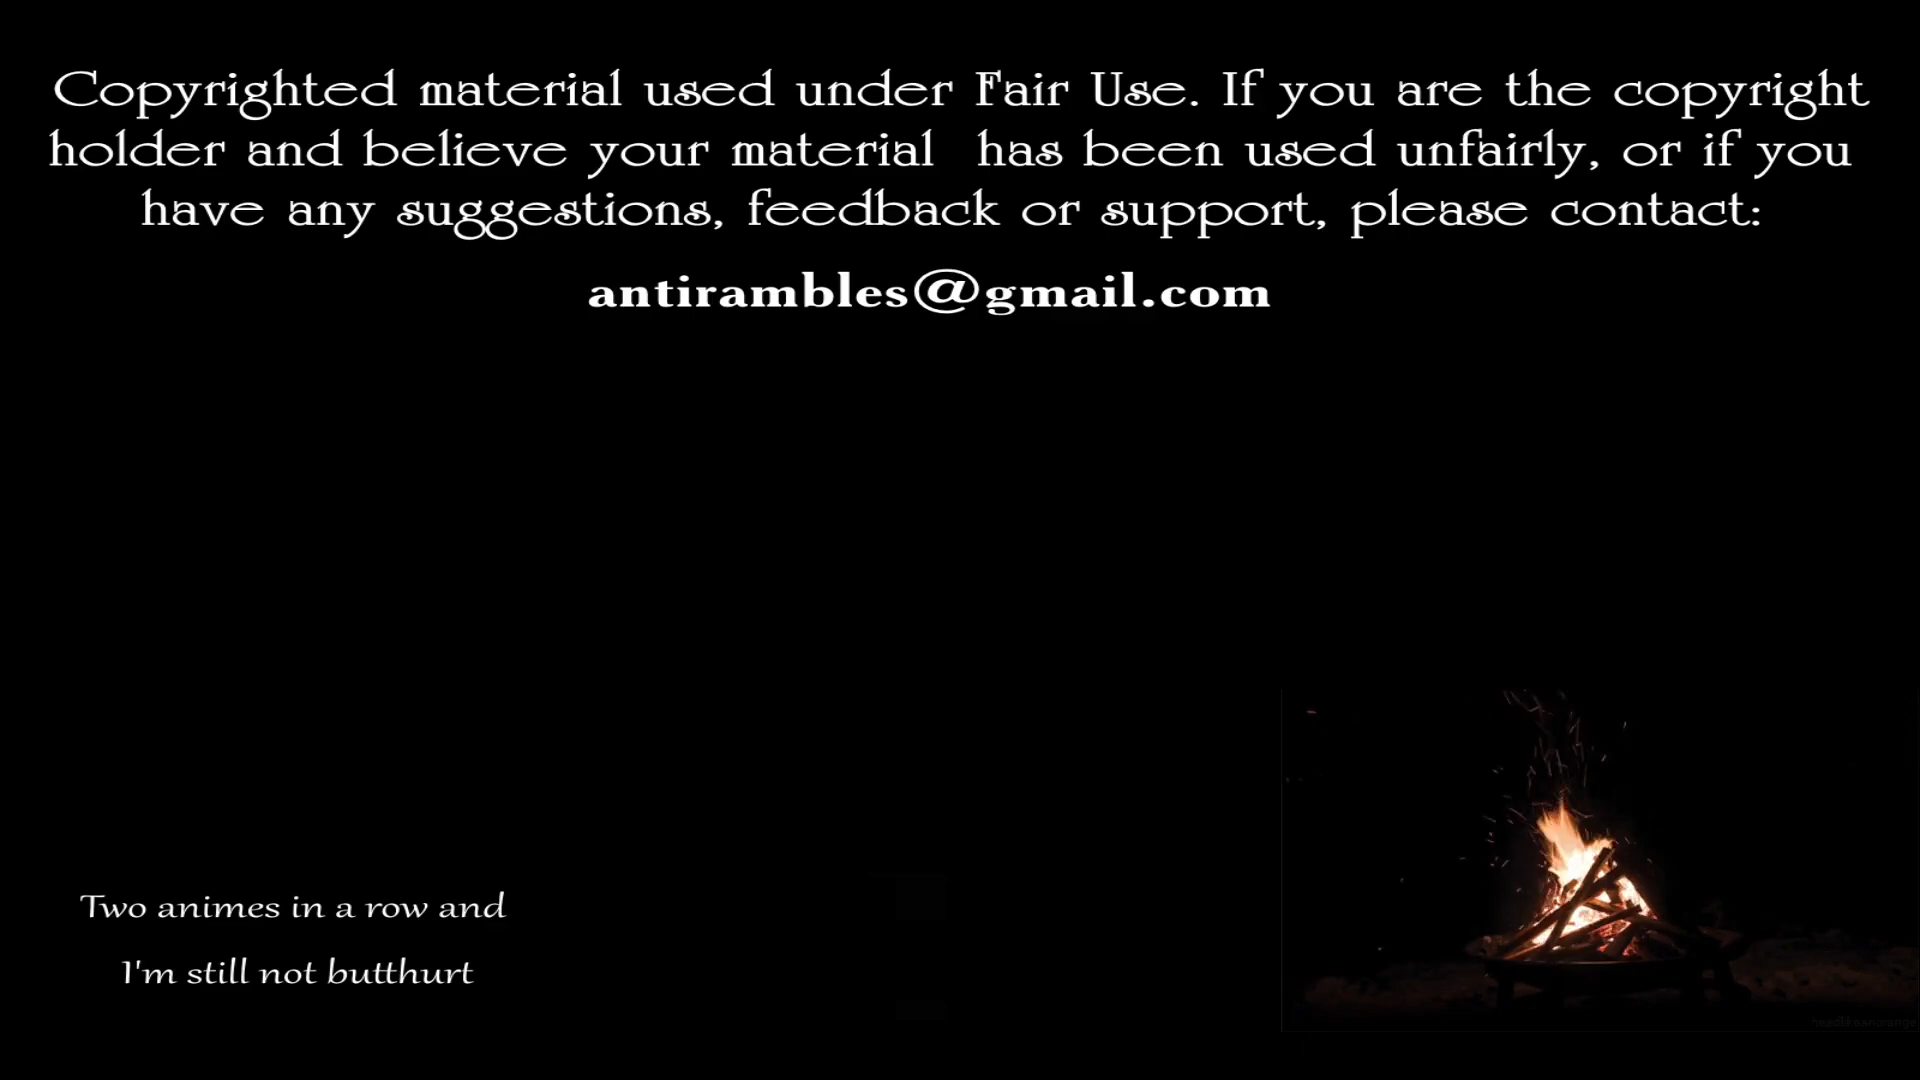 Copyrighted material used under Fair Use. If you are the copyright
holder and believe your material has been used unfairly, or if you
have any suggestions, feedback or support, please contact:
antirambles@gmail.com
Two animes in a row and
I'm still not butthurt